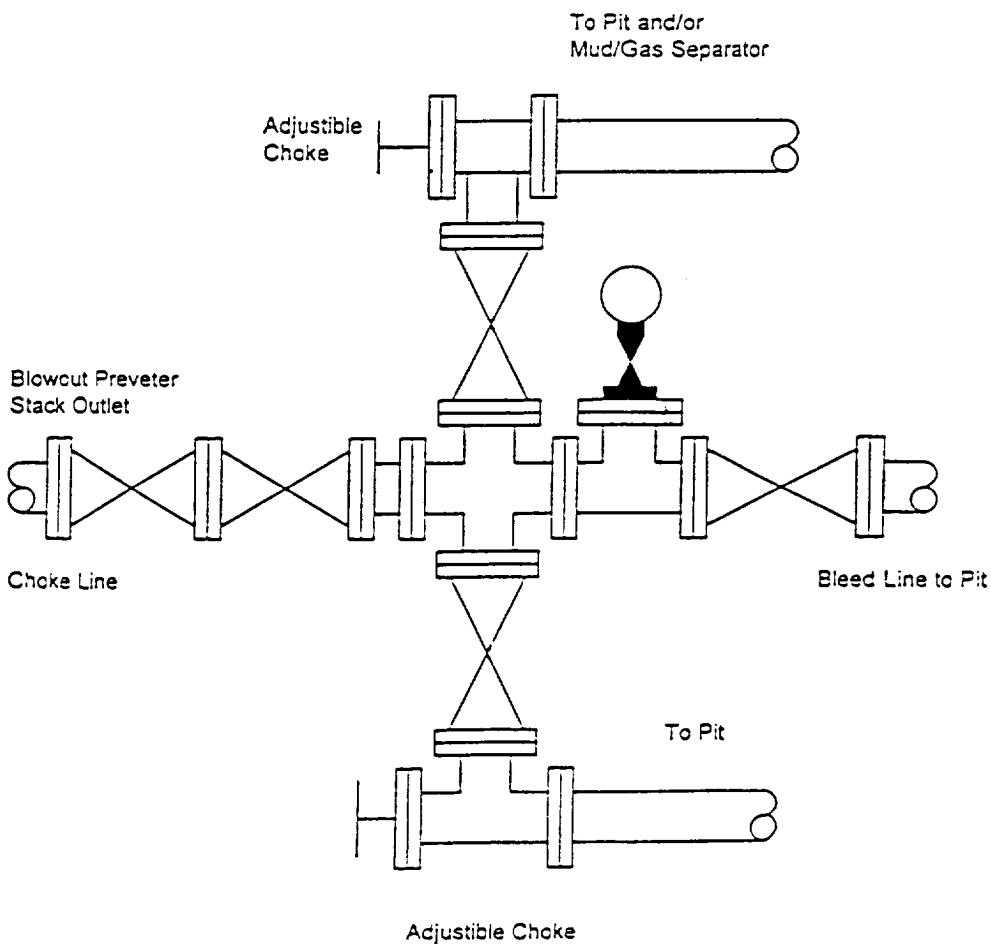 To Pit and/or
Mud/Gas Separator
Adjustible
Choke
Blowout Preveter
Stack Outlet
Choke Line
Bleed Line to Pit
To Pit
Adjustible Choke